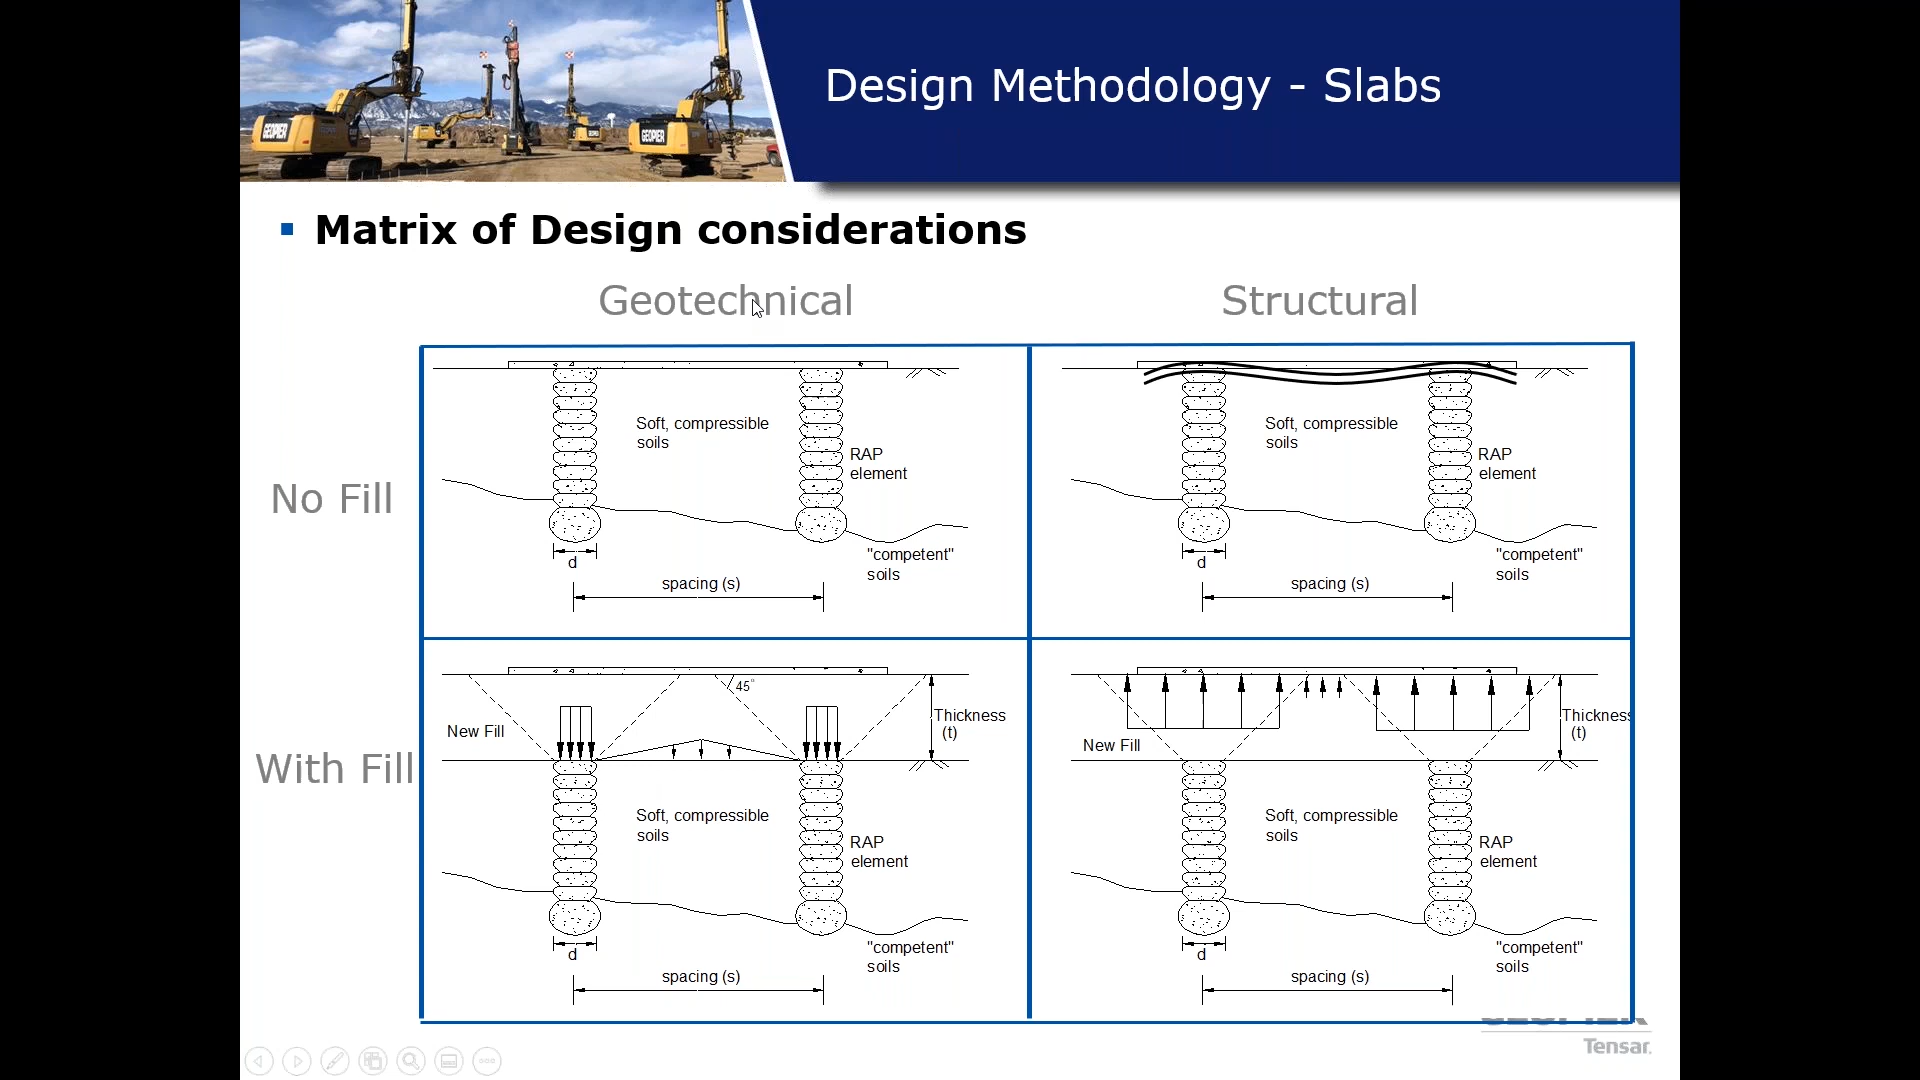 Design Methodology - Slabs
GEOPIER
GEOPIER
Matrix of Design considerations
Geotechnical
Structural
No Fill
Soft, compressible
soils
RAP
element
"competent"
soils
d
spacing (s)
Soft, compressible
soils
RAP
element
"competent"
soils
d
spacing (s)
With Fill
45°
New Fill
Thickness
(t)
Soft, compressible
soils
RAP
element
"competent"
soils
d
spacing (s)
New Fill
Thickness
(t)
Soft, compressible
soils
RAP
element
"competent"
soils
d
spacing (s)
Tensar.